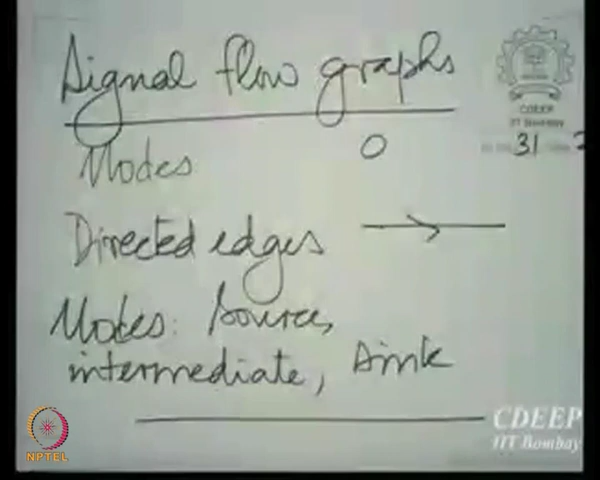 Signal flow graphs
Nodes
Directed edges
Nodes: Source,
intermediate, Sink
CDEEP
IIT Bombay
31
CDEEP
IIT Bombay
NPTEL